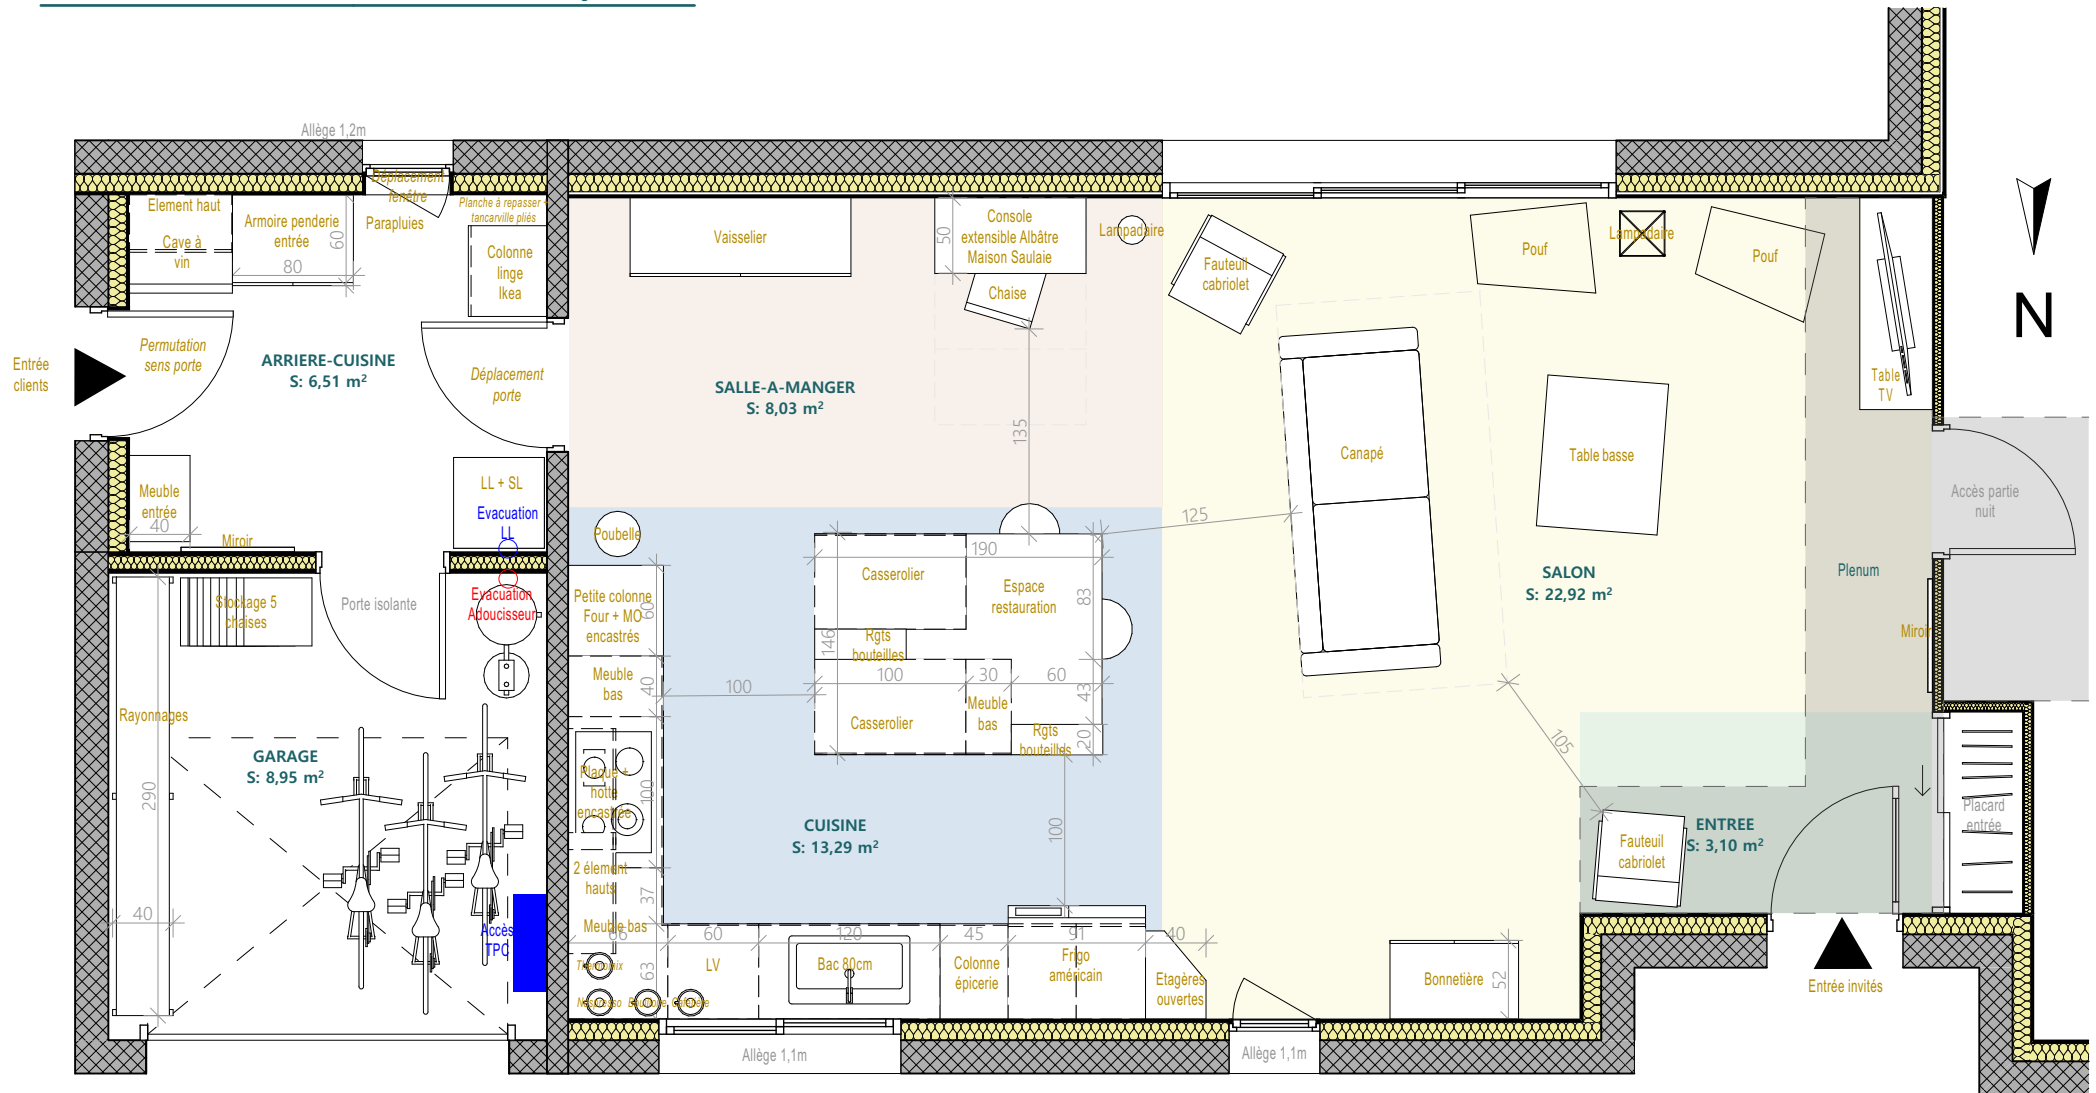 Allège 1,2m
Déplacement
fenêtre
Element haut
Cave à
vin
Armoire penderie
entrée
60
80
Parapluies
Planche à repasser +
tancarville pliés
Colonne
linge
Ikea
Vaisselier
50
Console
extensible Albâtre
Maison Saulaie
Chaise
Lampadaire
Fauteuil
cabriolet
Pouf
Lampadaire
Pouf
Table
TV
N
Entrée
clients
Permutation
sens porte
ARRIERE-CUISINE
S: 6,51 m²
Déplacement
porte
SALLE-A-MANGER
S: 8,03 m²
135
Canapé
Table basse
Accès partie
nuit
Meuble
entrée
40
Miroir
LL + SL
Evacuation
LL
Poubelle
125
190
Casserolier
Espace
restauration
83
SALON
S: 22,92 m²
Plenum
Stockage 5
chaises
Porte isolante
Evacuation
Adoucisseur
Petite colonne
Four + MO
encastrés
60
146
Rgts
bouteilles
Miroir
Meuble
bas
40
100
100
30
60
43
Rayonnages
Casserolier
Meuble
bas
Rgts
bouteilles
20
105
GARAGE
S: 8,95 m²
290
Plaque +
hotte
encastrée
100
CUISINE
S: 13,29 m²
100
Placard
entrée
ENTREE
S: 3,10 m²
Fauteuil
cabriolet
2 élement
hauts
37
40
Accès
TPC
Meuble bas
66
60
120
45
91
40
63
Thermomix
LV
Bac 80cm
Colonne
épicerie
Frigo
américain
Etagères
ouvertes
Bonnetière
52
Entrée invités
Nespresso
Bouilloire
Cafetière
Allège 1,1m
Allège 1,1m